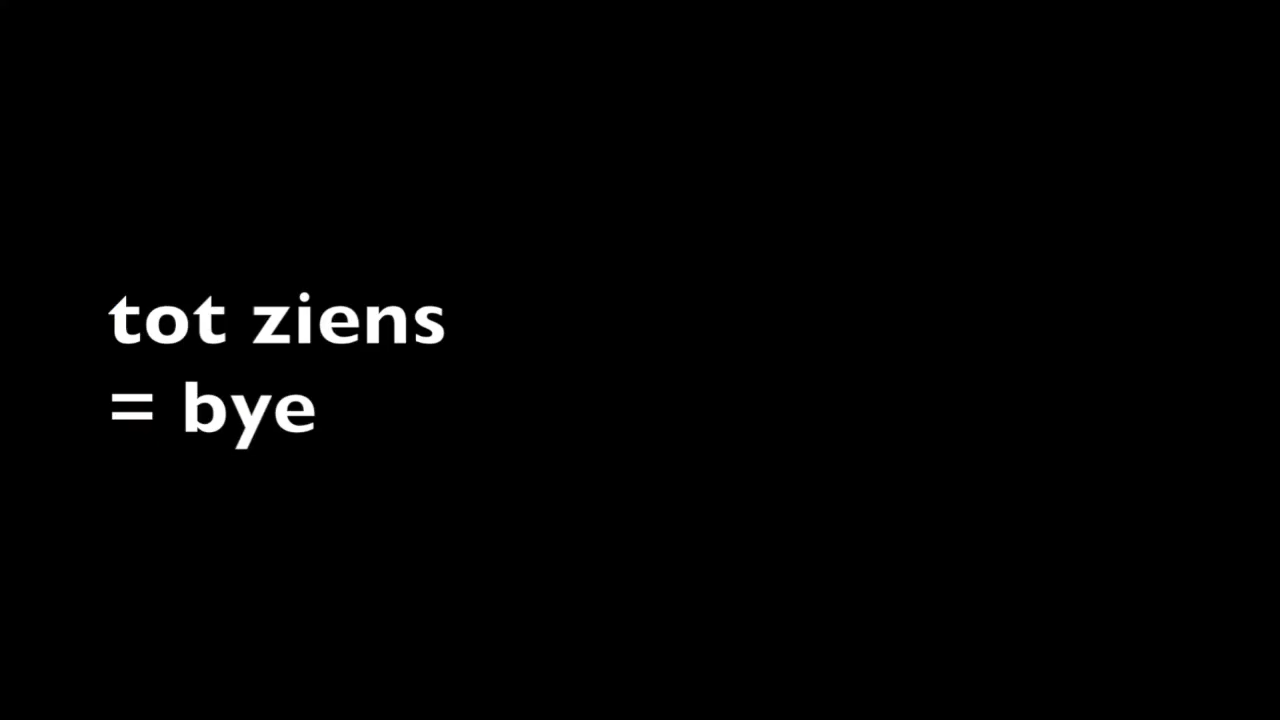 tot ziens
= bye